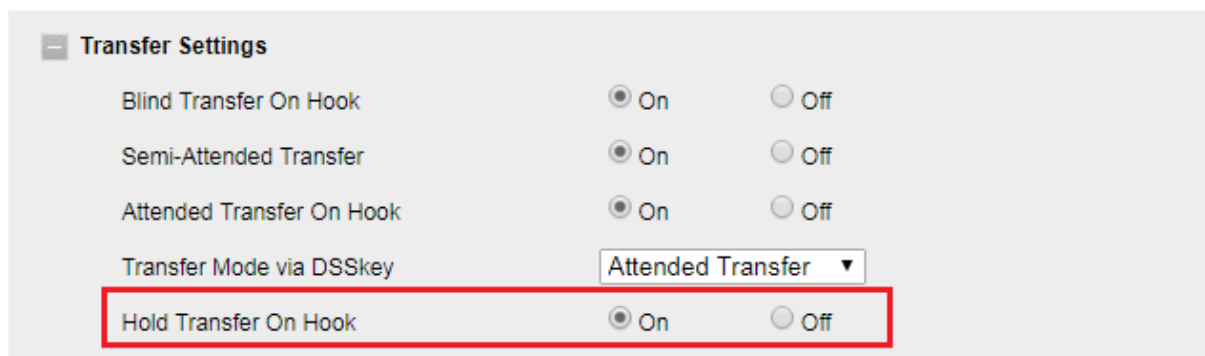 Transfer Settings
Blind Transfer On Hook On Off
Semi-Attended Transfer On Off
Attended Transfer On Hook On Off
Transfer Mode via DSSkey Attended Transfer
Hold Transfer On Hook On Off